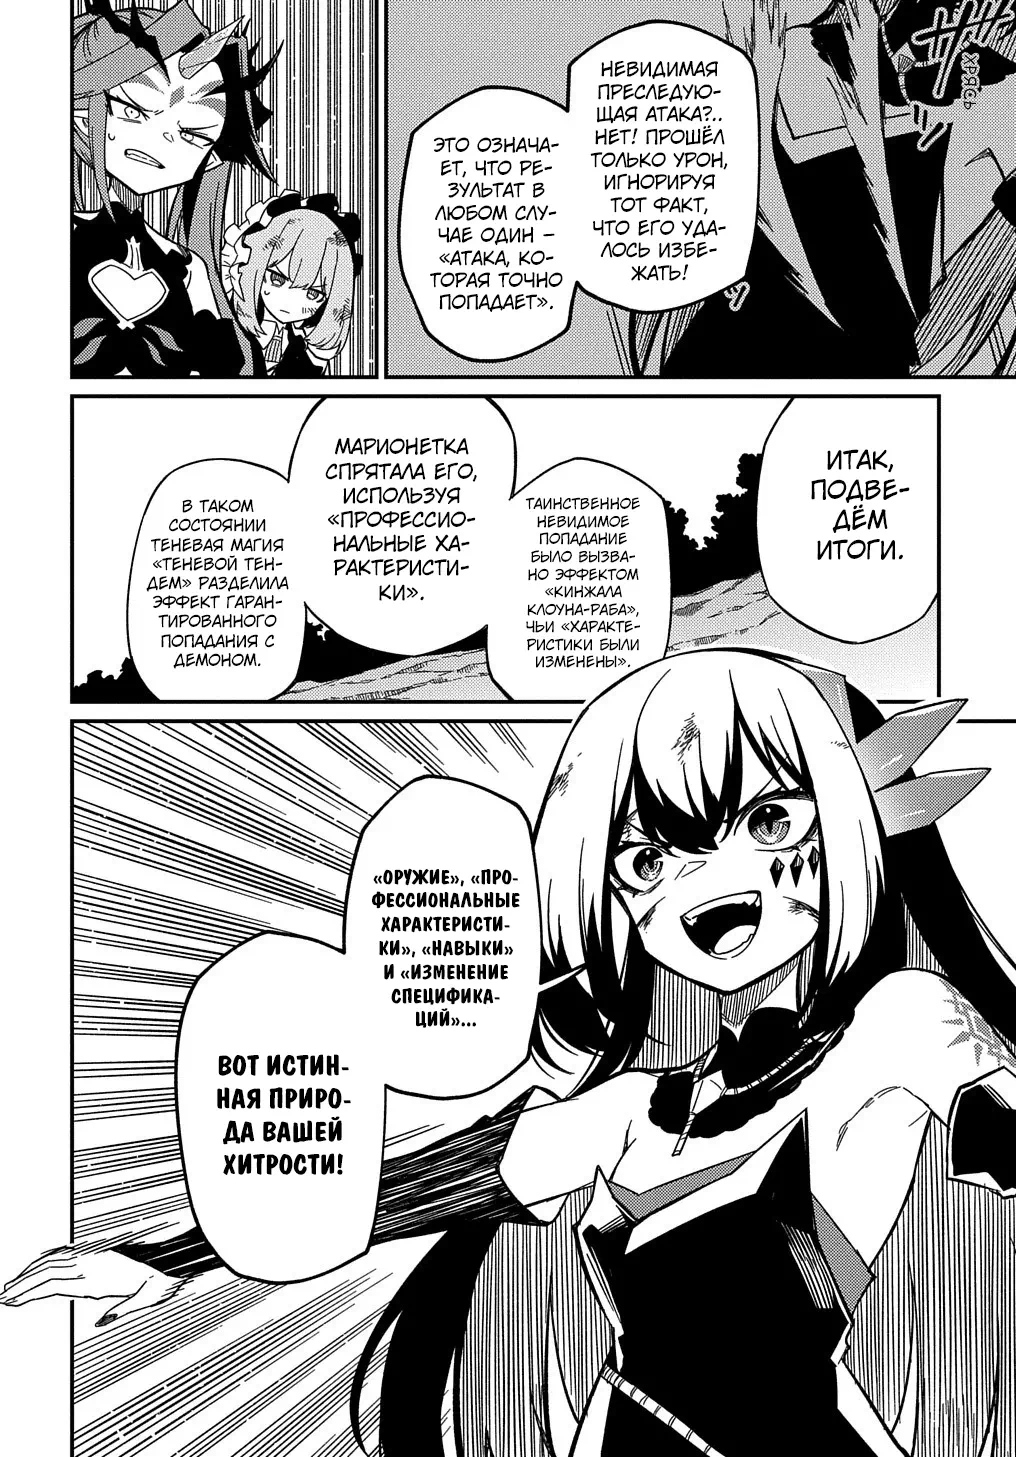 ХРЯСЬ
НЕВИДИМАЯ
ПРЕСЛЕДУЮ-
ЩАЯ АТАКА?..
НЕТ! ПРОШЁЛ
ТОЛЬКО УРОН,
ИГНОРИРУЯ
ТОТ ФАКТ,
ЧТО ЕГО УДА-
ЛОСЬ ИЗБЕ-
ЖАТЬ!
ЭТО ОЗНАЧА-
ЕТ, ЧТО РЕ-
ЗУЛЬТАТ В
ЛЮБОМ СЛУ-
ЧАЕ ОДИН –
«АТАКА, КО-
ТОРАЯ ТОЧНО
ПОПАДАЕТ».
ИТАК,
ПОДВЕ-
ДЁМ
ИТОГИ.
ТАИНСТВЕННОЕ
НЕВИДИМОЕ
ПОПАДАНИЕ
БЫЛО ВЫЗВА-
НО ЭФФЕКТОМ
«КИНЖАЛА
КЛОУНА-РАБА»,
ЧЬИ «ХАРАКТЕ-
РИСТИКИ БЫЛИ
ИЗМЕНЕНЫ».
МАРИОНЕТКА
СПРЯТАЛА ЕГО,
ИСПОЛЬЗУЯ
«ПРОФЕССИО-
НАЛЬНЫЕ ХА-
РАКТЕРИСТИ-
КИ».
В ТАКОМ
СОСТОЯНИИ
ТЕНЕВАЯ МАГИЯ
«ТЕНЕВОЙ ТЕН-
ДЕМ» РАЗДЕЛИЛА
ЭФФЕКТ ГАРАН-
ТИРОВАННОГО
ПОПАДАНИЯ С
ДЕМОНОМ.
«ОРУЖИЕ», «ПРО-
ФЕССИОНАЛЬНЫЕ
ХАРАКТЕРИСТИ-
КИ», «НАВЫКИ»
И «ИЗМЕНЕНИЕ
СПЕЦИФИКА-
ЦИЙ»...
ВОТ ИСТИН-
НАЯ ПРИРО-
ДА ВАШЕЙ
ХИТРОСТИ!